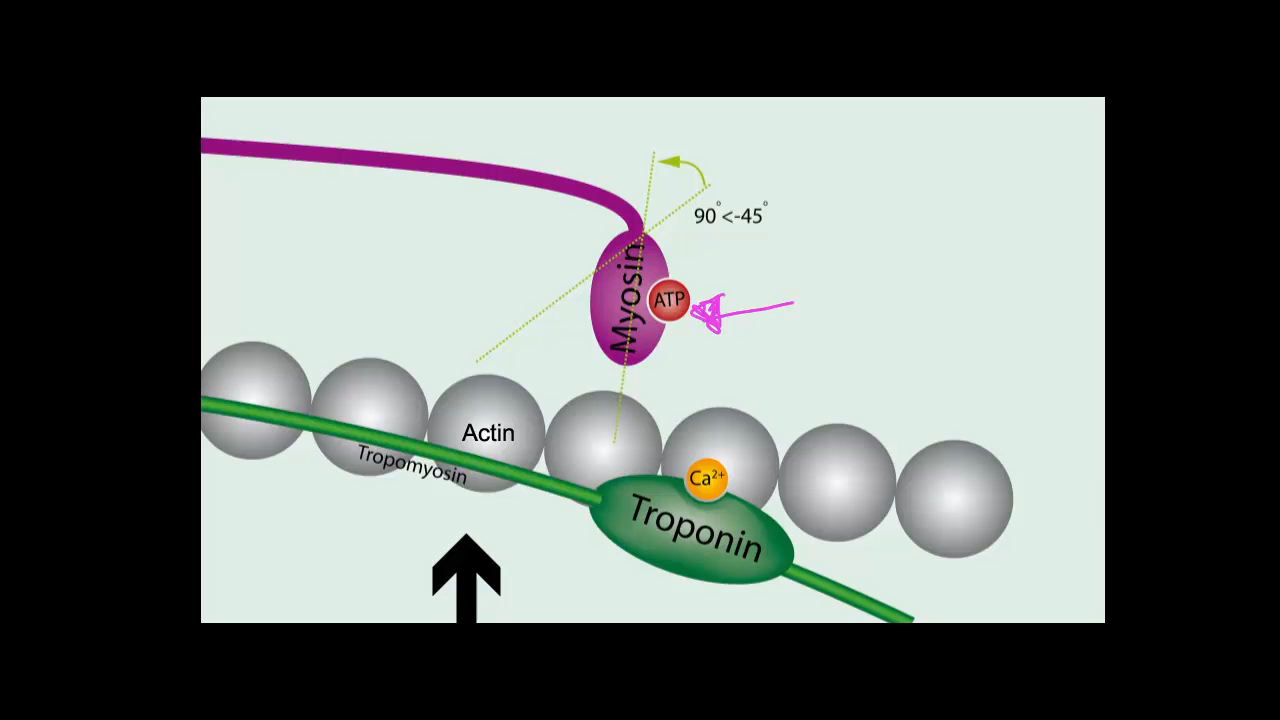 90°<-45°
Myosin
ATP
Actin
Tropomyosin
Ca²⁺
Troponin